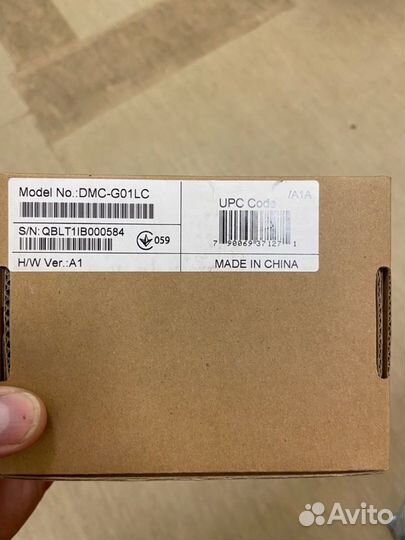 Model No.:DMC-G01LC
UPC Code
/A1A
S/N: QBLT1IB000584
059
7 90069 37127 1
H/W Ver.:A1
MADE IN CHINA
Avito